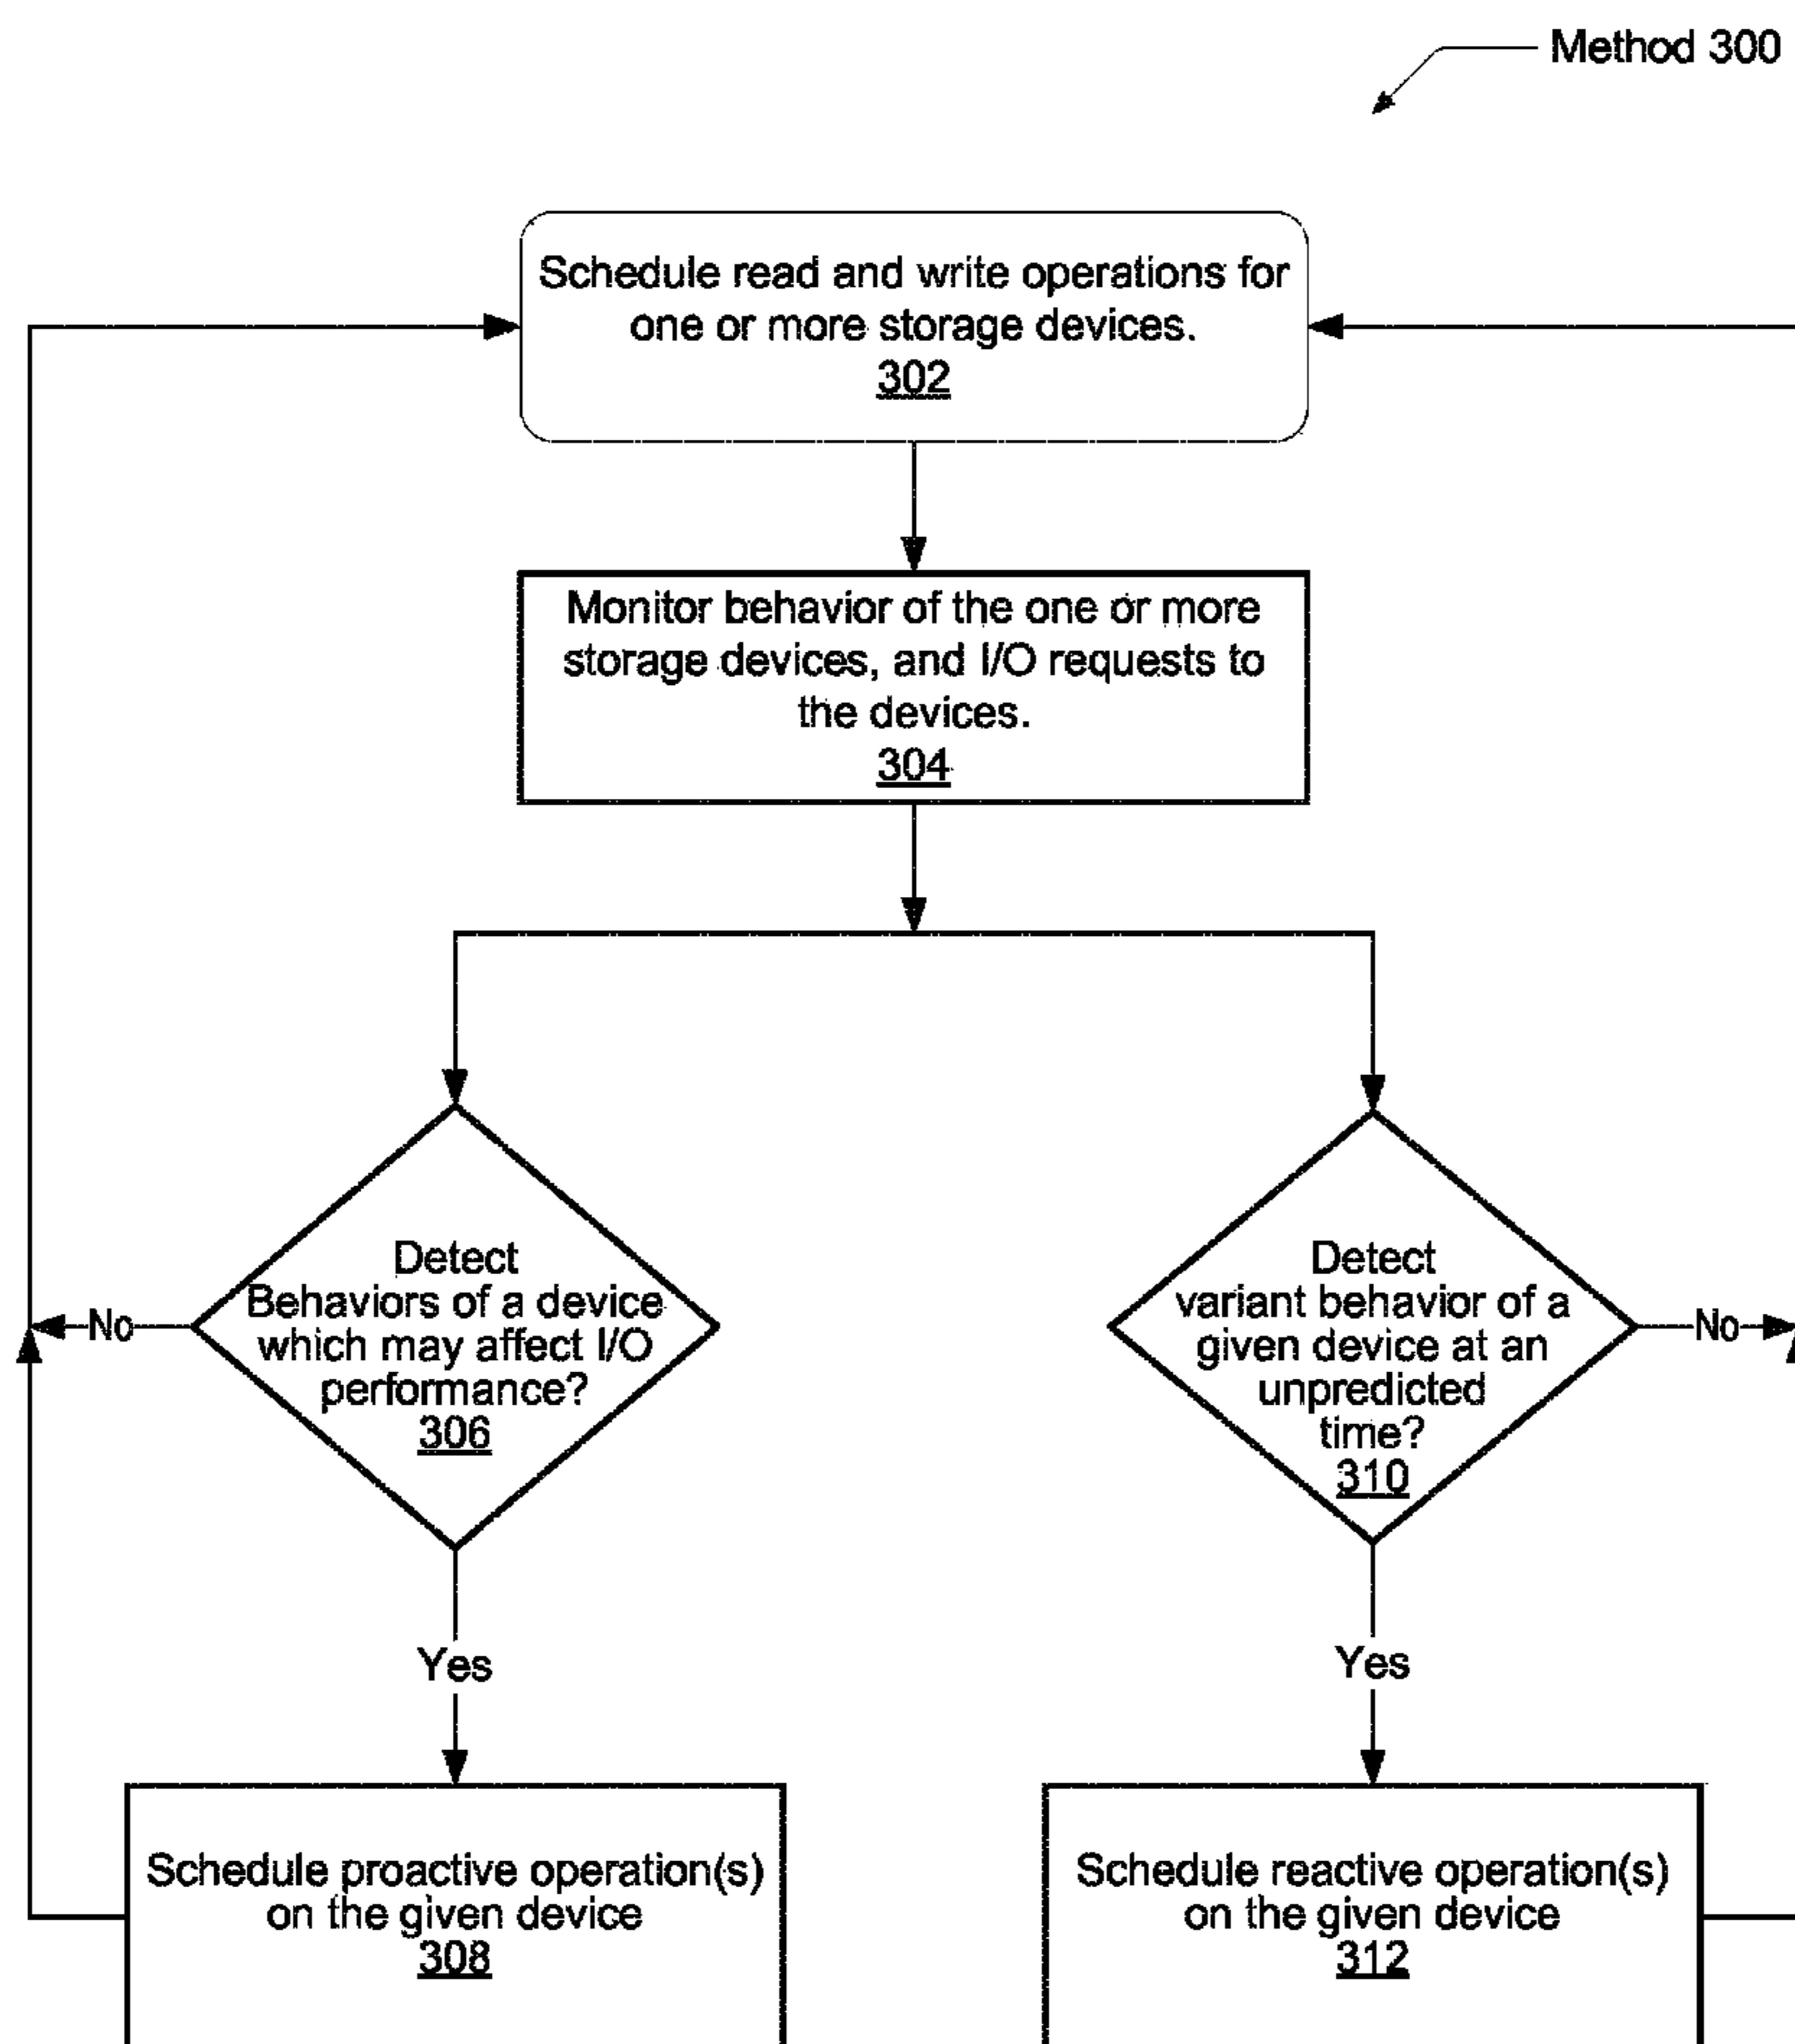 Method 300
Schedule read and write operations for
one or more storage devices.
302
Monitor behavior of the one or more
storage devices, and I/O requests to
the devices.
304
Detect
Behaviors of a device
which may affect I/O
performance?
306
No
Yes
Detect
variant behavior of a
given device at an
unpredicted
time?
310
No
Yes
Schedule proactive operation(s)
on the given device
308
Schedule reactive operation(s)
on the given device
312